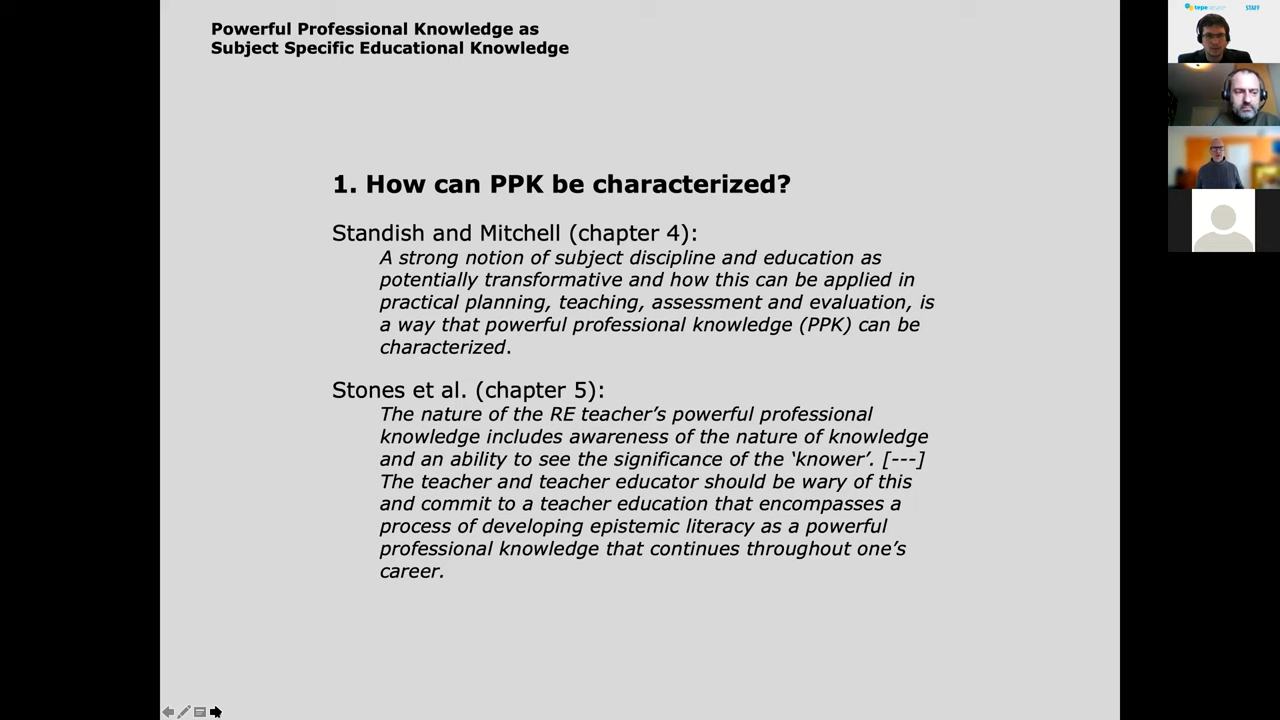 Powerful Professional Knowledge as
Subject Specific Educational Knowledge
1. How can PPK be characterized?
Standish and Mitchell (chapter 4):
A strong notion of subject discipline and education as
potentially transformative and how this can be applied in
practical planning, teaching, assessment and evaluation, is
a way that powerful professional knowledge (PPK) can be
characterized.
Stones et al. (chapter 5):
The nature of the RE teacher’s powerful professional
knowledge includes awareness of the nature of knowledge
and an ability to see the significance of the ‘knower’. [---]
The teacher and teacher educator should be wary of this
and commit to a teacher education that encompasses a
process of developing epistemic literacy as a powerful
professional knowledge that continues throughout one’s
career.
tepe
STAFF